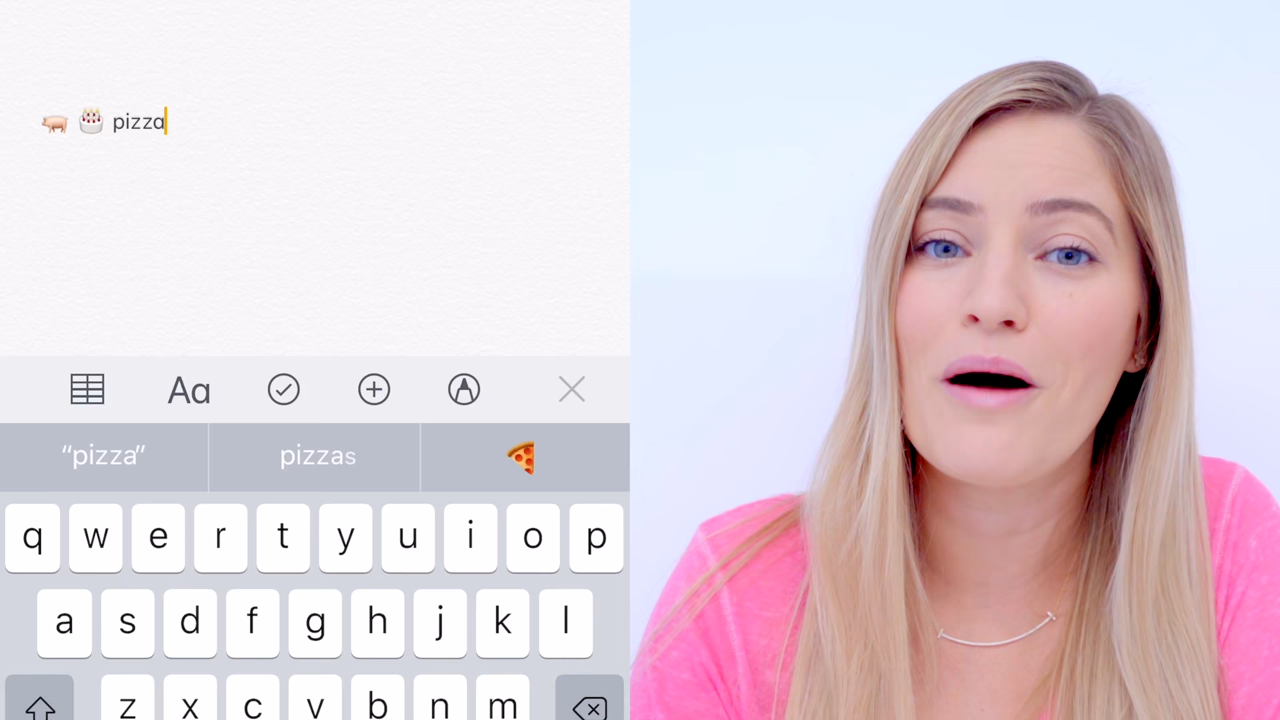 🐖 🎂 pizza
Aa
“pizza” pizzas 🍕
q w e r t y u i o p
a s d f g h j k l
z x c v b n m